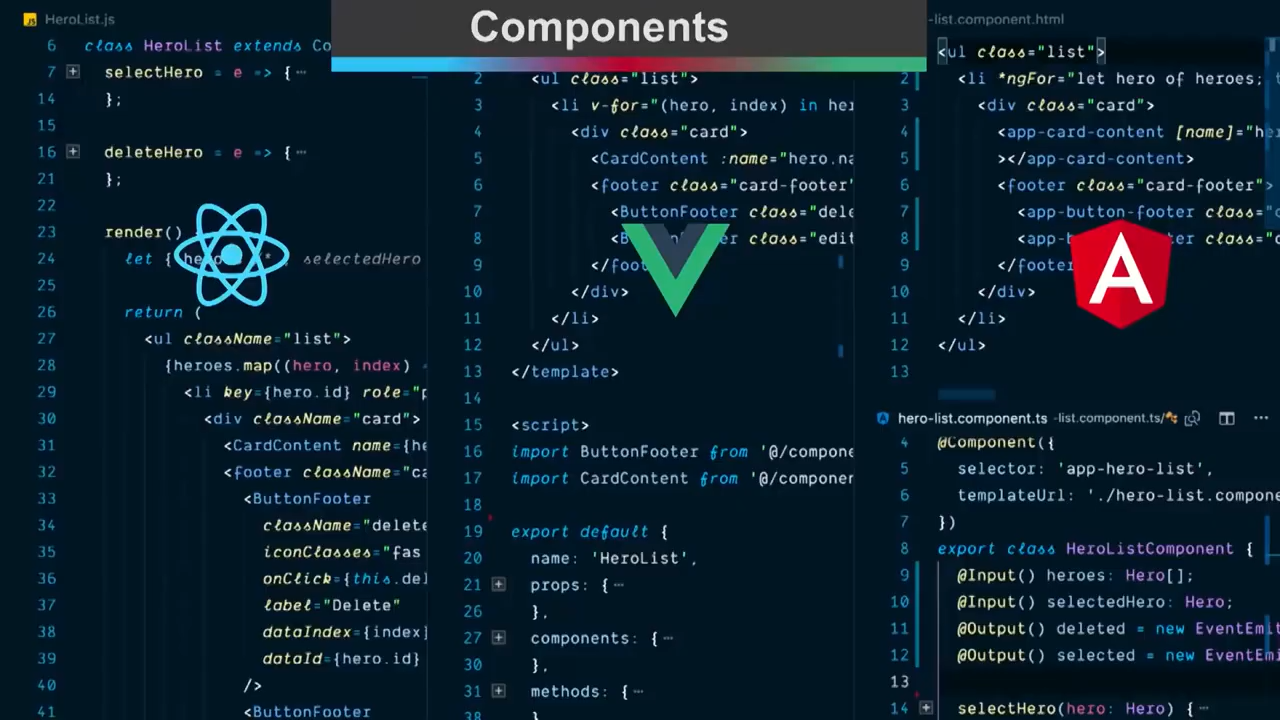 Components
HeroList.js
6 class HeroList extends Co
7 selectHero = e => {
14 };
15
16 deleteHero = e => {
21 };
22
23 render()
24 let { selectedHero
25
26 return (
27 <ul className="list">
28 {heroes.map((hero, index)
29 <li key={hero.id} role="p
30 <div className="card">
31 <CardContent name={he
32 <footer className="ca
33 <ButtonFooter
34 className="delete
35 iconClasses="fas
36 onClick={this.del
37 label="Delete"
38 dataIndex={index}
39 dataId={hero.id}
40 />
41 <ButtonFooter
2 <ul class="list">
3 <li v-for="(hero, index) in her
4 <div class="card">
5 <CardContent :name="hero.na
6 <footer class="card-footer"
7 <ButtonFooter class="dele
8 class="edit
9 </foot
10 </div>
11 </li>
12 </ul>
13 </template>
14
15 <script>
16 import ButtonFooter from '@/compone
17 import CardContent from '@/componen
18
19 export default {
20 name: 'HeroList',
21 props: {
26 },
27 components: {
30 },
31 methods: {
38 }
-list.component.html
<ul class="list">
2 <li *ngFor="let hero of heroes; t
3 <div class="card">
4 <app-card-content [name]="he
5 ></app-card-content>
6 <footer class="card-footer">
7 <app-button-footer class="c
8 <app- -footer class="e
9 </footer
10 </div>
11 </li>
12 </ul>
13
hero-list.component.ts -list.component.ts/
4 @Component({
5 selector: 'app-hero-list',
6 templateUrl: './hero-list.compone
7 })
8 export class HeroListComponent {
9 @Input() heroes: Hero[];
10 @Input() selectedHero: Hero;
11 @Output() deleted = new EventEmit
12 @Output() selected = new EventEmi
13
14 selectHero(hero: Hero) {